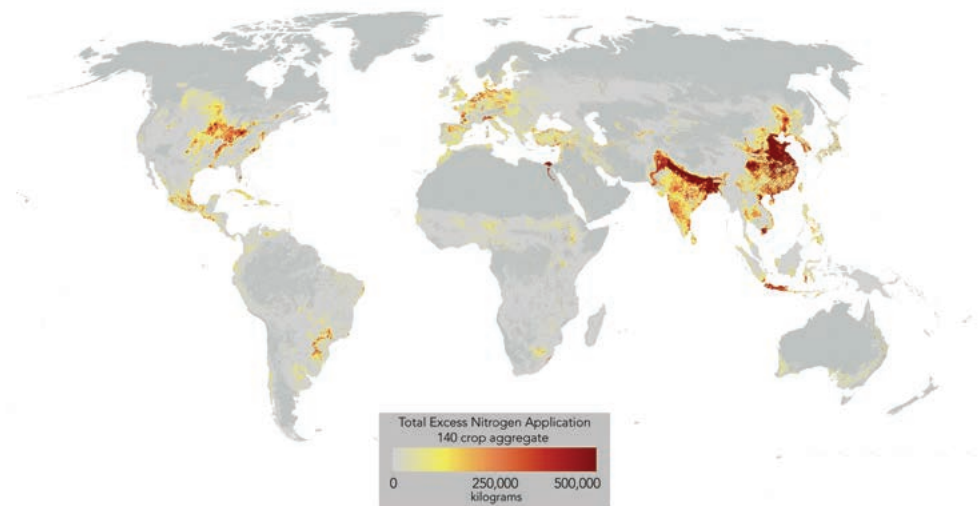 Total Excess Nitrogen Application
140 crop aggregate
0 250,000 500,000
kilograms